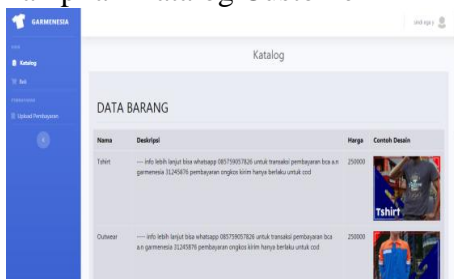 GARMENESIA
Katalog
Katalog
Beli
Upload Pembayaran
DATA BARANG
Nama Deskripsi Harga Contoh Desain
Tshirt --- info lebih lanjut bisa whatsapp 085759057826 untuk transaksi pembayaran bca a.n 250000
garmenesia 31245876 pembayaran ongkos kirim hanya berlaku untuk cod
Tshirt
Outwear ---- info lebih lanjut bisa whatsapp 085759057826 untuk transaksi pembayaran bca 250000
a.n garmenesia 31245876 pembayaran ongkos kirim hanya berlaku untuk cod